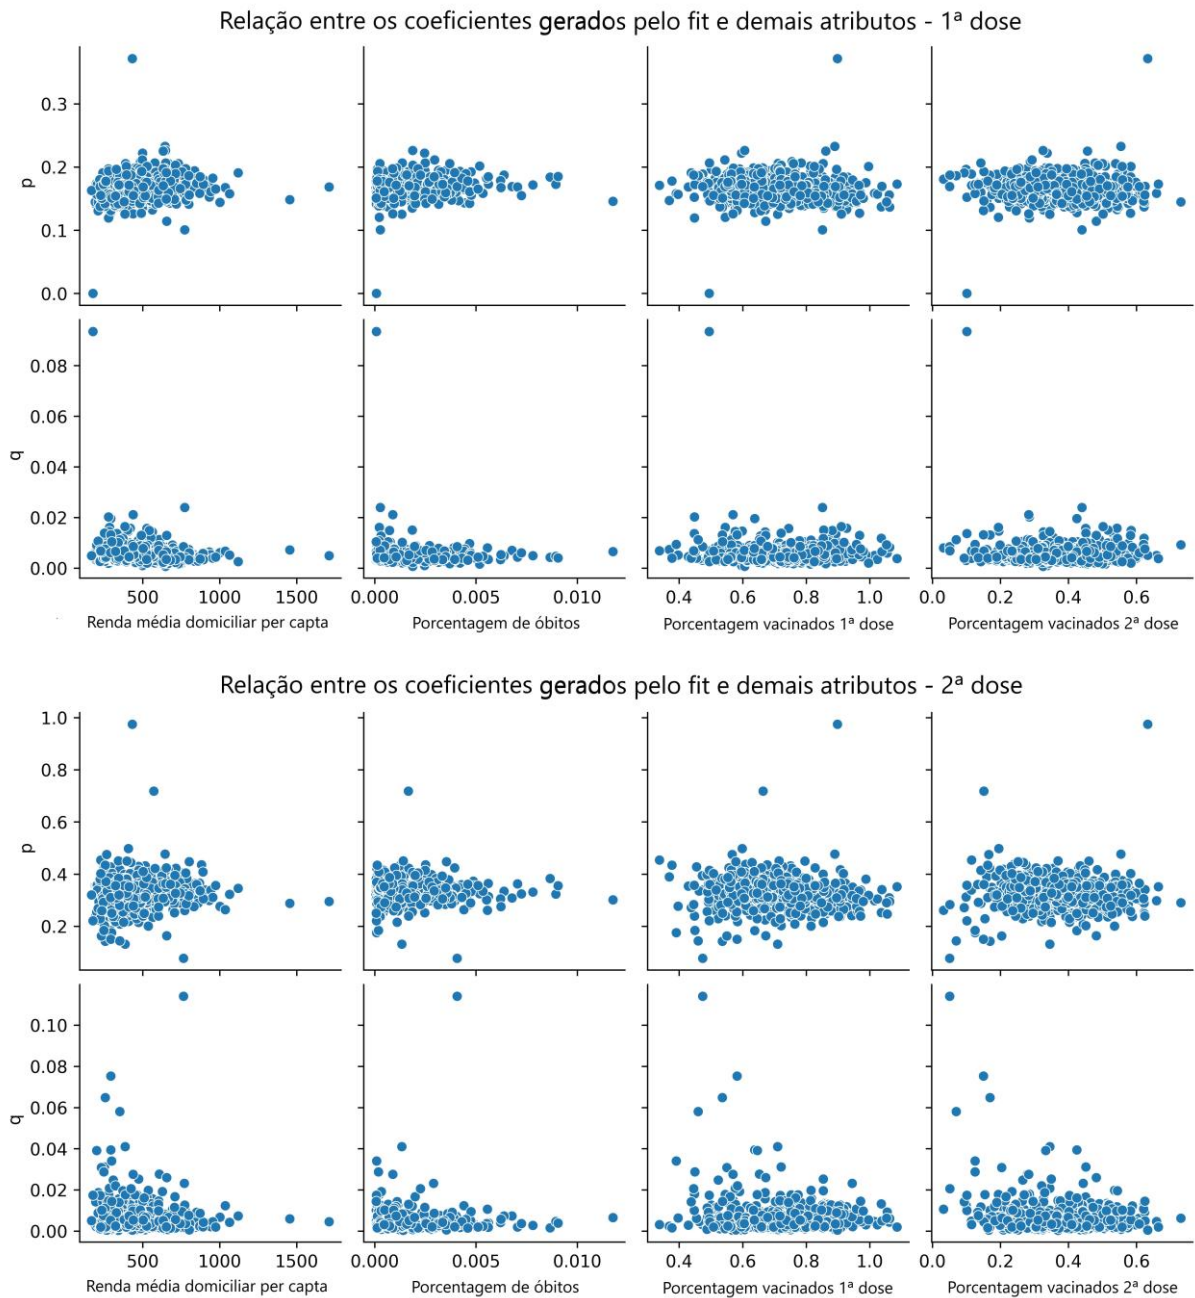 Relação entre os coeficientes gerados pelo fit e demais atributos - 1ª dose
p
0.3
0.2
0.1
0.0
q
0.08
0.06
0.04
0.02
0.00
500 1000 1500 0.000 0.005 0.010 0.4 0.6 0.8 1.0 0.0 0.2 0.4 0.6
Renda média domiciliar per capta Porcentagem de óbitos Porcentagem vacinados 1ª dose Porcentagem vacinados 2ª dose
Relação entre os coeficientes gerados pelo fit e demais atributos - 2ª dose
p
1.0
0.8
0.6
0.4
0.2
q
0.10
0.08
0.06
0.04
0.02
0.00
500 1000 1500 0.000 0.005 0.010 0.4 0.6 0.8 1.0 0.0 0.2 0.4 0.6
Renda média domiciliar per capta Porcentagem de óbitos Porcentagem vacinados 1ª dose Porcentagem vacinados 2ª dose